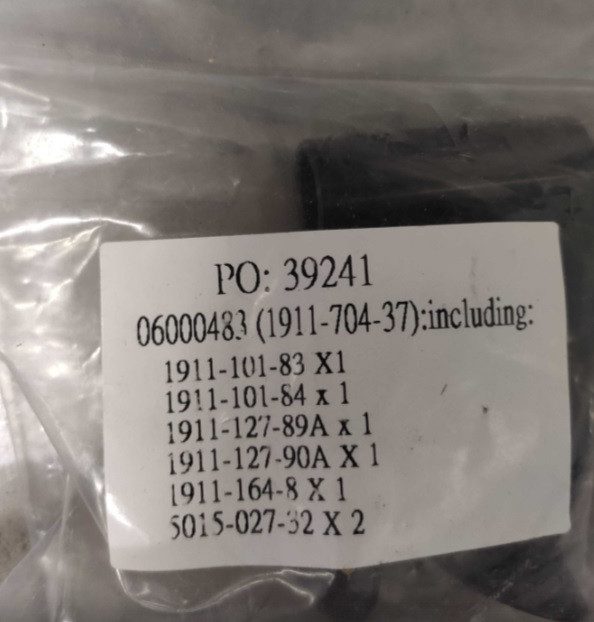 PO: 39241
06000483 (1911-704-37):including:
1911-101-83 X1
1911-101-84 x 1
1911-127-89A x 1
1911-127-90A X 1
1911-164-8 X 1
5015-027-32 X 2